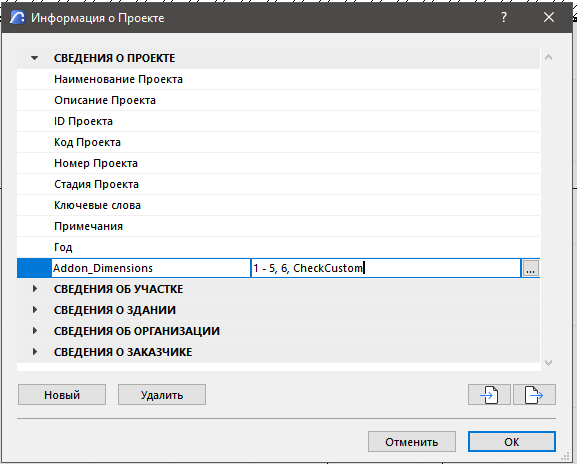 Информация о Проекте
СВЕДЕНИЯ О ПРОЕКТЕ
Наименование Проекта
Описание Проекта
ID Проекта
Код Проекта
Номер Проекта
Стадия Проекта
Ключевые слова
Примечания
Год
Addon_Dimensions 1 - 5, 6, CheckCustom ...
СВЕДЕНИЯ ОБ УЧАСТКЕ
СВЕДЕНИЯ О ЗДАНИИ
СВЕДЕНИЯ ОБ ОРГАНИЗАЦИИ
СВЕДЕНИЯ О ЗАКАЗЧИКЕ
Новый Удалить
Отменить OK